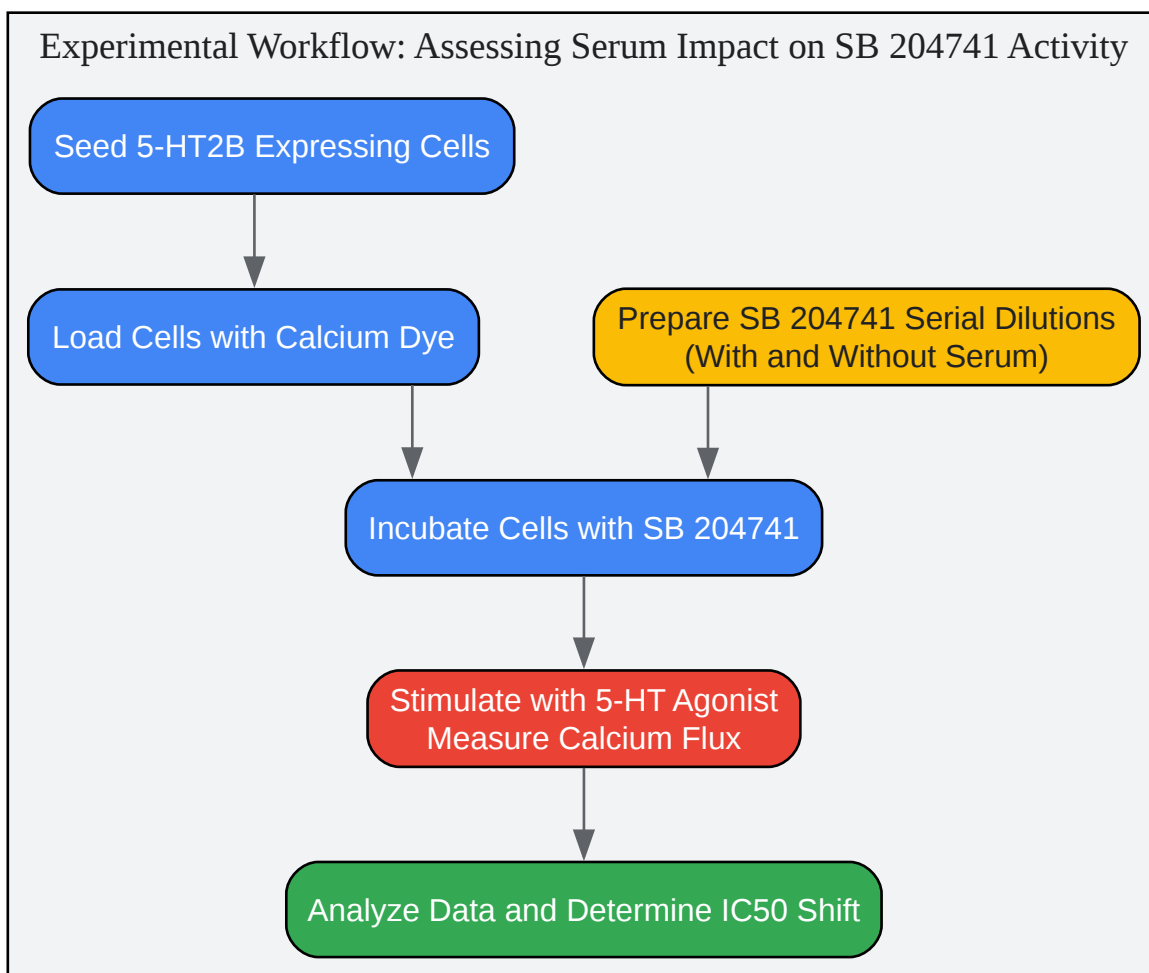 Experimental Workflow: Assessing Serum Impact on SB 204741 Activity
Seed 5-HT2B Expressing Cells
Load Cells with Calcium Dye
Prepare SB 204741 Serial Dilutions
(With and Without Serum)
Incubate Cells with SB 204741
Stimulate with 5-HT Agonist
Measure Calcium Flux
Analyze Data and Determine IC50 Shift